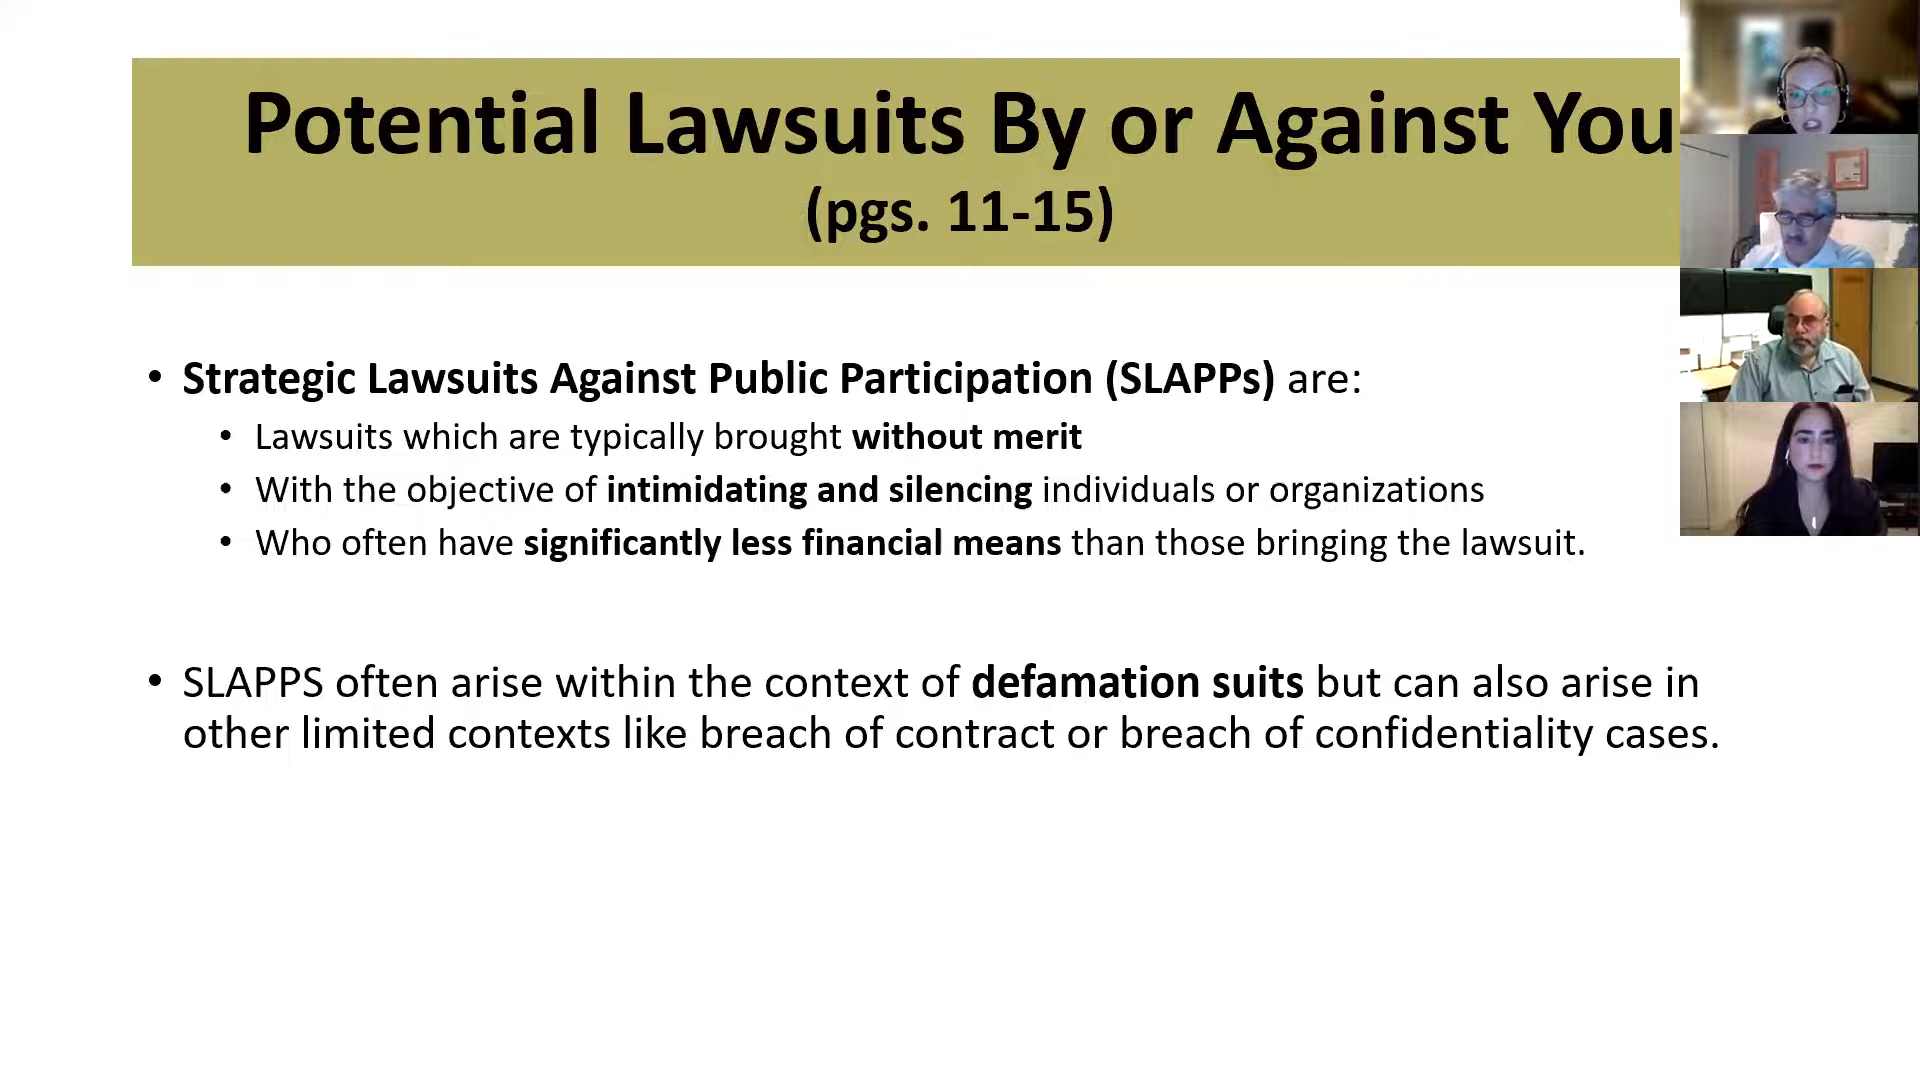 Potential Lawsuits By or Against You
(pgs. 11-15)
• Strategic Lawsuits Against Public Participation (SLAPPs) are:
• Lawsuits which are typically brought without merit
• With the objective of intimidating and silencing individuals or organizations
• Who often have significantly less financial means than those bringing the lawsuit.
• SLAPPS often arise within the context of defamation suits but can also arise in
other limited contexts like breach of contract or breach of confidentiality cases.